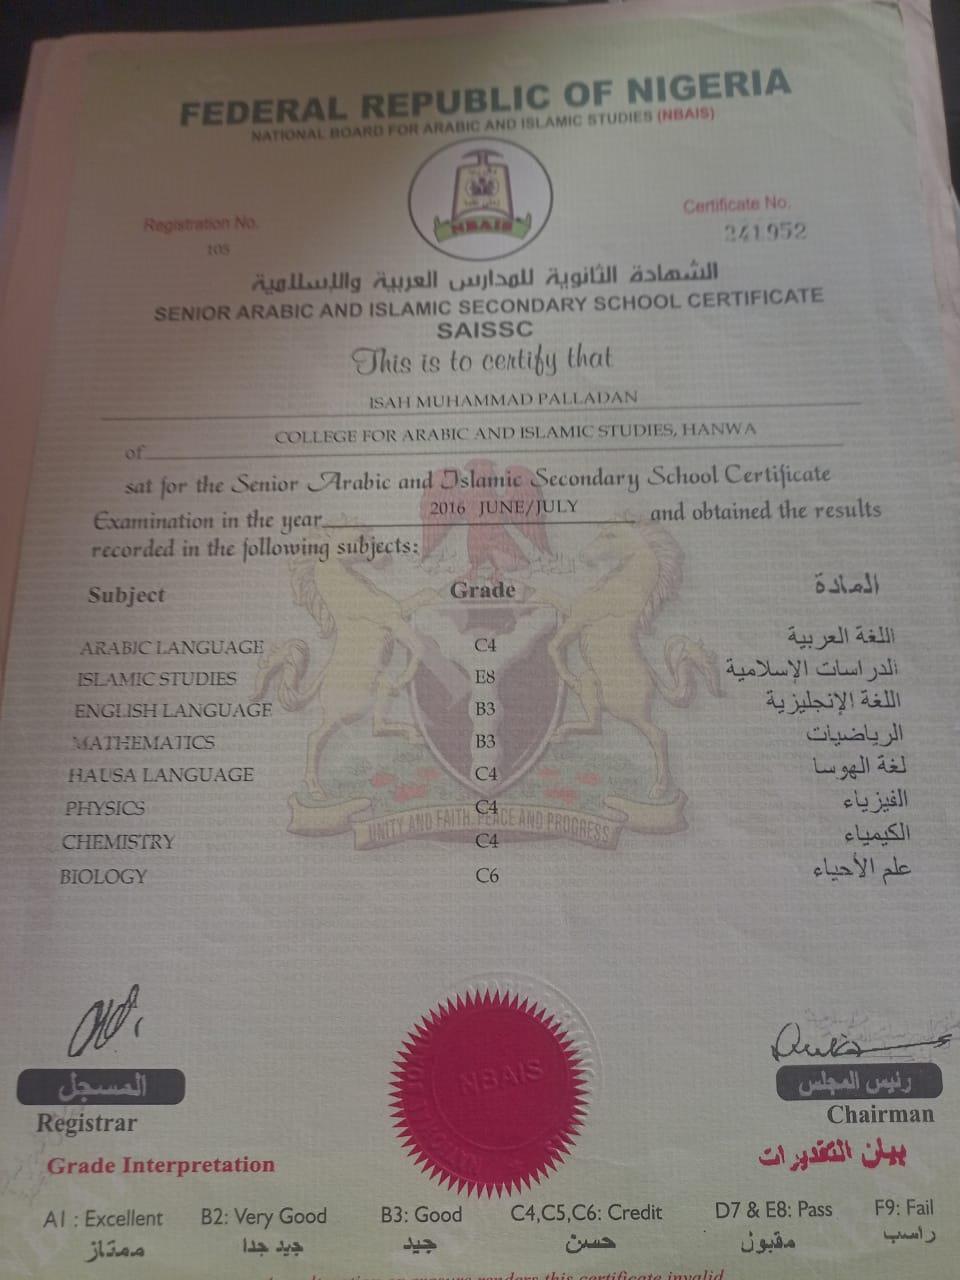 FEDERAL REPUBLIC OF NIGERIA
NATIONAL BOARD FOR ARABIC AND ISLAMIC STUDIES (NBAIS)
NBAIS
Registration No.
105
Certificate No.
241952
الشهادة الثانوية للمدارس العربية والإسلامية
SENIOR ARABIC AND ISLAMIC SECONDARY SCHOOL CERTIFICATE
SAISSC
This is to certify that
ISAH MUHAMMAD PALLADAN
of COLLEGE FOR ARABIC AND ISLAMIC STUDIES, HANWA
sat for the Senior Arabic and Islamic Secondary School Certificate
Examination in the year 2016 JUNE/JULY and obtained the results
recorded in the following subjects:
Subject Grade المادة
ARABIC LANGUAGE C4 اللغة العربية
ISLAMIC STUDIES E8 الدراسات الإسلامية
ENGLISH LANGUAGE B3 اللغة الإنجليزية
MATHEMATICS B3 الرياضيات
HAUSA LANGUAGE C4 لغة الهوسا
PHYSICS C4 الفيزياء
CHEMISTRY C4 الكيمياء
BIOLOGY C6 علم الأحياء
UNITY AND FAITH, PEACE AND PROGRESS
NBAIS
المسجل
Registrar
رئيس المجلس
Chairman
Grade Interpretation
بيان التقديرات
A1 : Excellent B2: Very Good B3: Good C4,C5,C6: Credit D7 & E8: Pass F9: Fail
ممتاز جيد جدا جيد حسن مقبول راسب
renders this certificate invalid